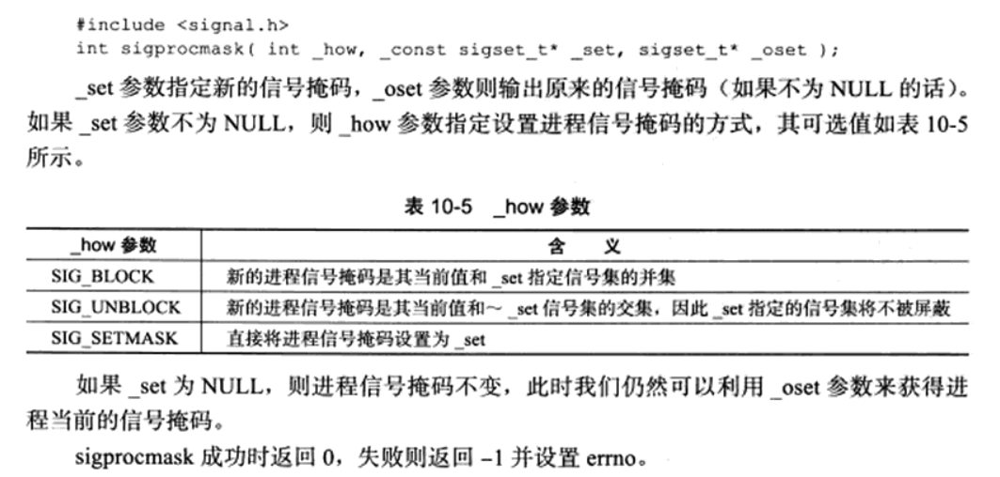 #include <signal.h>
int sigprocmask( int _how, _const sigset_t* _set, sigset_t* _oset );
_set 参数指定新的信号掩码，_oset 参数则输出原来的信号掩码（如果不为 NULL 的话）。
如果 _set 参数不为 NULL，则 _how 参数指定设置进程信号掩码的方式，其可选值如表 10-5
所示。
表 10-5 _how 参数
_how 参数 含 义
SIG_BLOCK 新的进程信号掩码是其当前值和 _set 指定信号集的并集
SIG_UNBLOCK 新的进程信号掩码是其当前值和～ _set 信号集的交集，因此 _set 指定的信号集将不被屏蔽
SIG_SETMASK 直接将进程信号掩码设置为 _set
如果 _set 为 NULL，则进程信号掩码不变，此时我们仍然可以利用 _oset 参数来获得进
程当前的信号掩码。
sigprocmask 成功时返回 0，失败则返回 –1 并设置 errno。